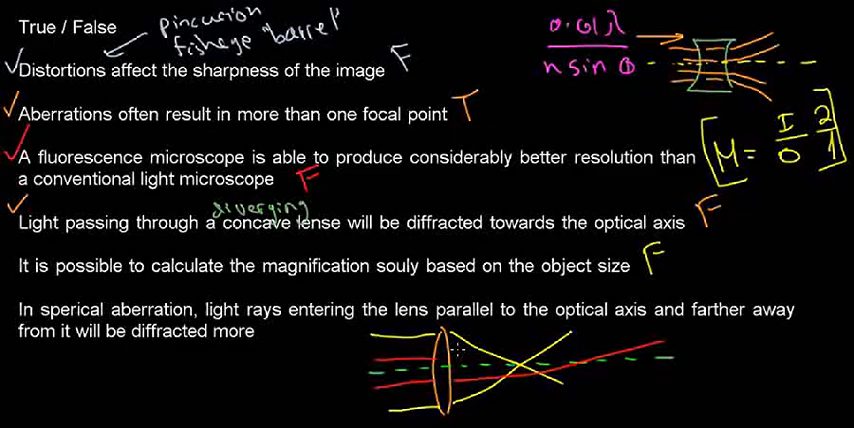 True / False
pincusion
fisheye "barrel"
Distortions affect the sharpness of the image F
Aberrations often result in more than one focal point T
A fluorescence microscope is able to produce considerably better resolution than
a conventional light microscope F
diverging
Light passing through a concave lense will be diffracted towards the optical axis F
It is possible to calculate the magnification souly based on the object size F
In sperical aberration, light rays entering the lens parallel to the optical axis and farther away
from it will be diffracted more
0.61λ
n sin θ
M = I/O 2/1